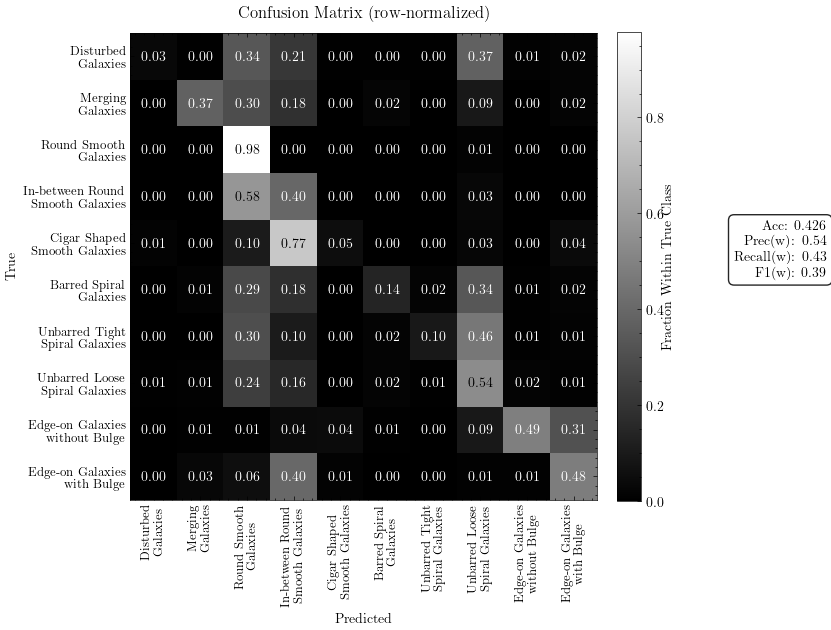 Confusion Matrix (row-normalized)
Disturbed
Galaxies
0.03 0.00 0.34 0.21 0.00 0.00 0.00 0.37 0.01 0.02
Merging
Galaxies
0.00 0.37 0.30 0.18 0.00 0.02 0.00 0.09 0.00 0.02
Round Smooth
Galaxies
0.00 0.00 0.98 0.00 0.00 0.00 0.00 0.01 0.00 0.00
In-between Round
Smooth Galaxies
0.00 0.00 0.58 0.40 0.00 0.00 0.00 0.03 0.00 0.00
Cigar Shaped
Smooth Galaxies
0.01 0.00 0.10 0.77 0.05 0.00 0.00 0.03 0.00 0.04
Barred Spiral
Galaxies
0.00 0.01 0.29 0.18 0.00 0.14 0.02 0.34 0.01 0.02
Unbarred Tight
Spiral Galaxies
0.00 0.00 0.30 0.10 0.00 0.02 0.10 0.46 0.01 0.01
Unbarred Loose
Spiral Galaxies
0.01 0.01 0.24 0.16 0.00 0.02 0.01 0.54 0.02 0.01
Edge-on Galaxies
without Bulge
0.00 0.01 0.01 0.04 0.04 0.01 0.00 0.09 0.49 0.31
Edge-on Galaxies
with Bulge
0.00 0.03 0.06 0.40 0.01 0.00 0.00 0.01 0.01 0.48
True
Disturbed
Galaxies
Merging
Galaxies
Round Smooth
Galaxies
In-between Round
Smooth Galaxies
Cigar Shaped
Smooth Galaxies
Barred Spiral
Galaxies
Unbarred Tight
Spiral Galaxies
Unbarred Loose
Spiral Galaxies
Edge-on Galaxies
without Bulge
Edge-on Galaxies
with Bulge
Predicted
0.8
0.6
0.4
0.2
0.0
Fraction Within True Class
Acc: 0.426
Prec(w): 0.54
Recall(w): 0.43
F1(w): 0.39